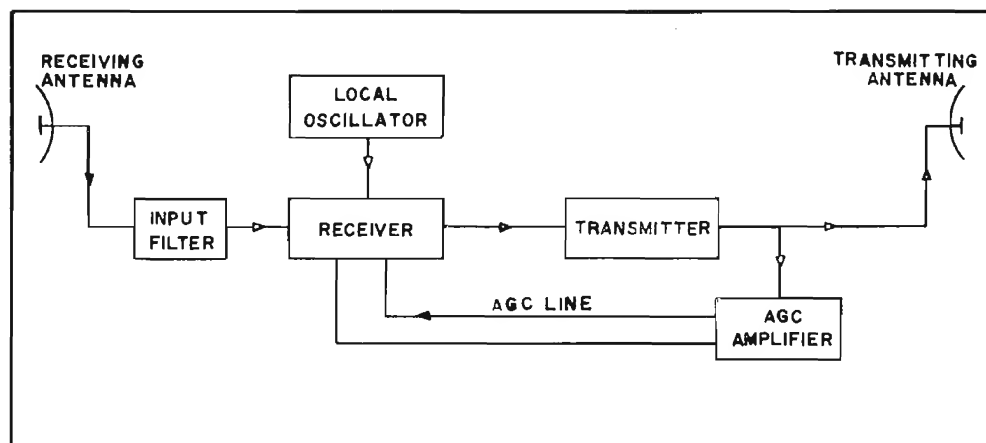 RECEIVING
ANTENNA
TRANSMITTING
ANTENNA
LOCAL
OSCILLATOR
INPUT
FILTER
RECEIVER
TRANSMITTER
AGC LINE
AGC
AMPLIFIER